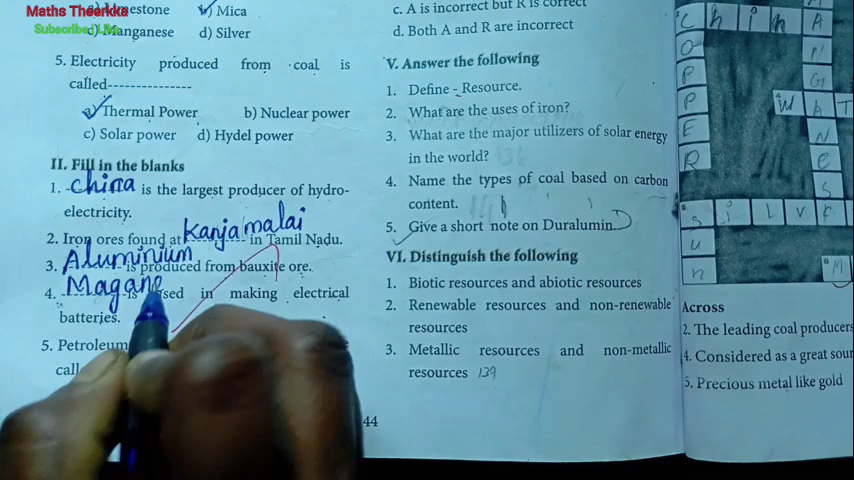 Maths Theerkka
Subscribe | Like
Limestone b) Mica
Manganese d) Silver
5. Electricity produced from coal is
called---------------
a) Thermal Power b) Nuclear power
c) Solar power d) Hydel power
II. Fill in the blanks
1. China is the largest producer of hydro-
electricity.
2. Iron ores found at Kanjamalai in Tamil Nadu.
3. Aluminium is produced from bauxite ore.
4. Magane is used in making electrical
batteries.
5. Petroleum
call
44
c. A is incorrect but R is correct
d. Both A and R are incorrect
V. Answer the following
1. Define - Resource.
2. What are the uses of iron?
3. What are the major utilizers of solar energy
in the world?
4. Name the types of coal based on carbon
content.
5. Give a short note on Duralumin.
VI. Distinguish the following
1. Biotic resources and abiotic resources
2. Renewable resources and non-renewable
resources
3. Metallic resources and non-metallic
resources 139
C h i n A
O N
P G
P W A T
E N
R e
S
S i l v E
u
n M
Across
2. The leading coal producers
4. Considered as a great sour
5. Precious metal like gold